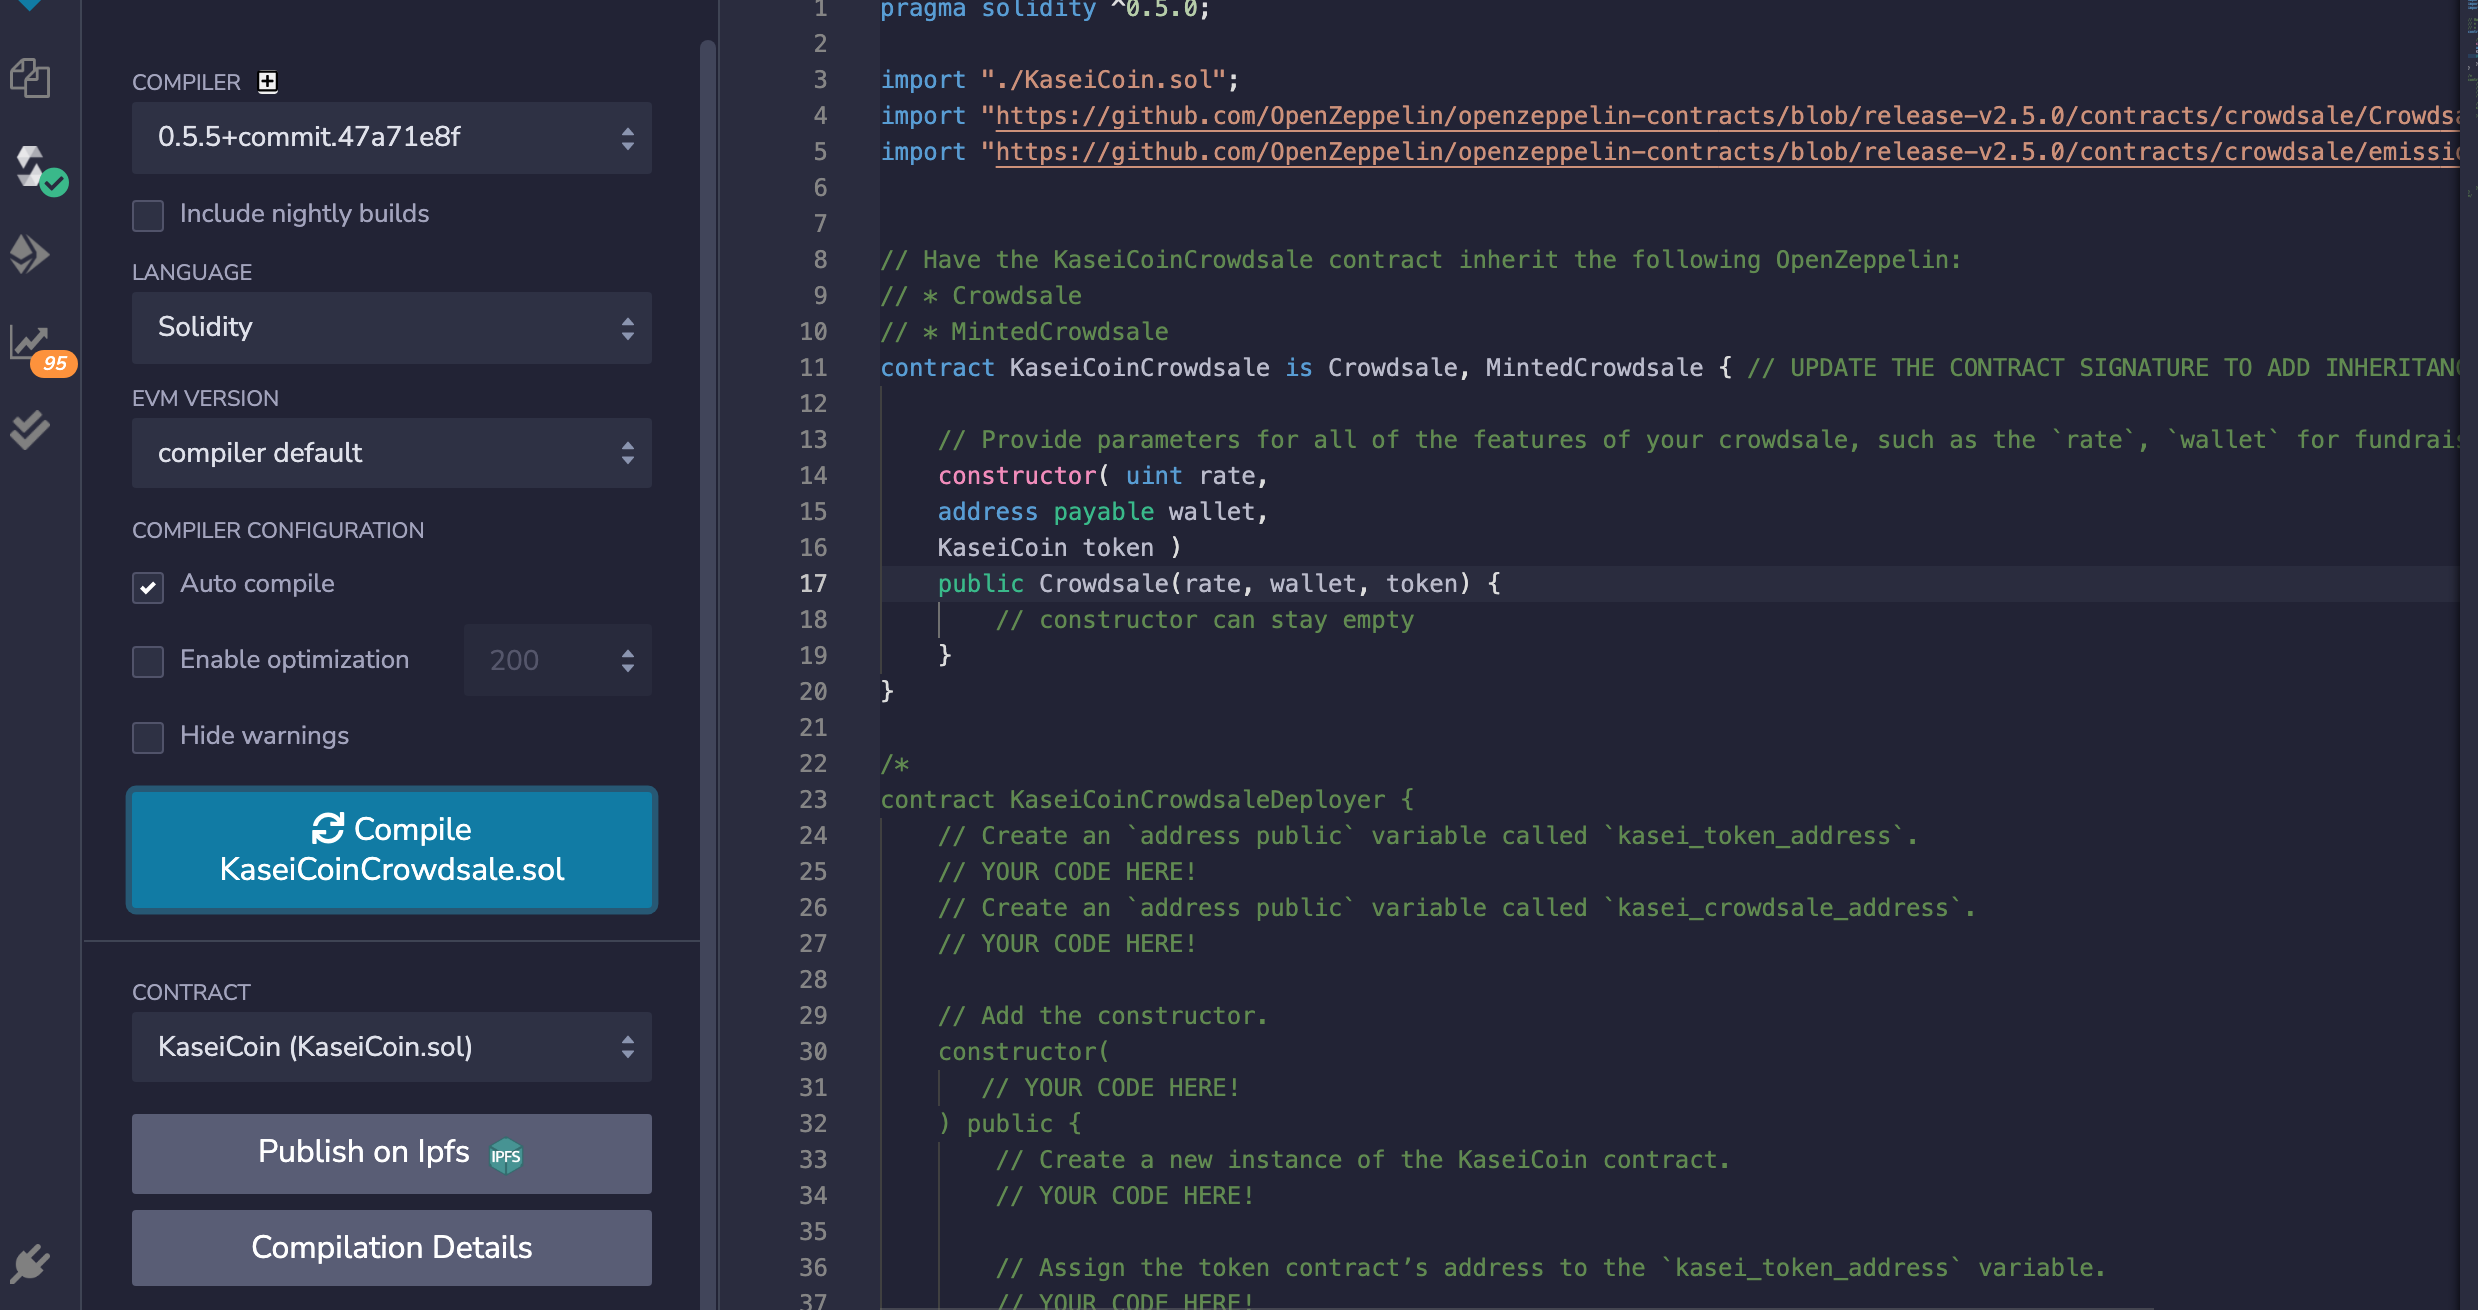 COMPILER
0.5.5+commit.47a71e8f
Include nightly builds
LANGUAGE
Solidity
EVM VERSION
compiler default
COMPILER CONFIGURATION
Auto compile
Enable optimization 200
Hide warnings
Compile
KaseiCoinCrowdsale.sol
CONTRACT
KaseiCoin (KaseiCoin.sol)
Publish on Ipfs IPFS
Compilation Details
95
1 pragma solidity ^0.5.0;
2
3 import "./KaseiCoin.sol";
4 import "https://github.com/OpenZeppelin/openzeppelin-contracts/blob/release-v2.5.0/contracts/crowdsale/Crowdsa
5 import "https://github.com/OpenZeppelin/openzeppelin-contracts/blob/release-v2.5.0/contracts/crowdsale/emissio
6
7
8 // Have the KaseiCoinCrowdsale contract inherit the following OpenZeppelin:
9 // * Crowdsale
10 // * MintedCrowdsale
11 contract KaseiCoinCrowdsale is Crowdsale, MintedCrowdsale { // UPDATE THE CONTRACT SIGNATURE TO ADD INHERITANC
12
13 // Provide parameters for all of the features of your crowdsale, such as the `rate`, `wallet` for fundrais
14 constructor( uint rate,
15 address payable wallet,
16 KaseiCoin token )
17 public Crowdsale(rate, wallet, token) {
18 // constructor can stay empty
19 }
20 }
21
22 /*
23 contract KaseiCoinCrowdsaleDeployer {
24 // Create an `address public` variable called `kasei_token_address`.
25 // YOUR CODE HERE!
26 // Create an `address public` variable called `kasei_crowdsale_address`.
27 // YOUR CODE HERE!
28
29 // Add the constructor.
30 constructor(
31 // YOUR CODE HERE!
32 ) public {
33 // Create a new instance of the KaseiCoin contract.
34 // YOUR CODE HERE!
35
36 // Assign the token contract’s address to the `kasei_token_address` variable.
37 // YOUR CODE HERE!